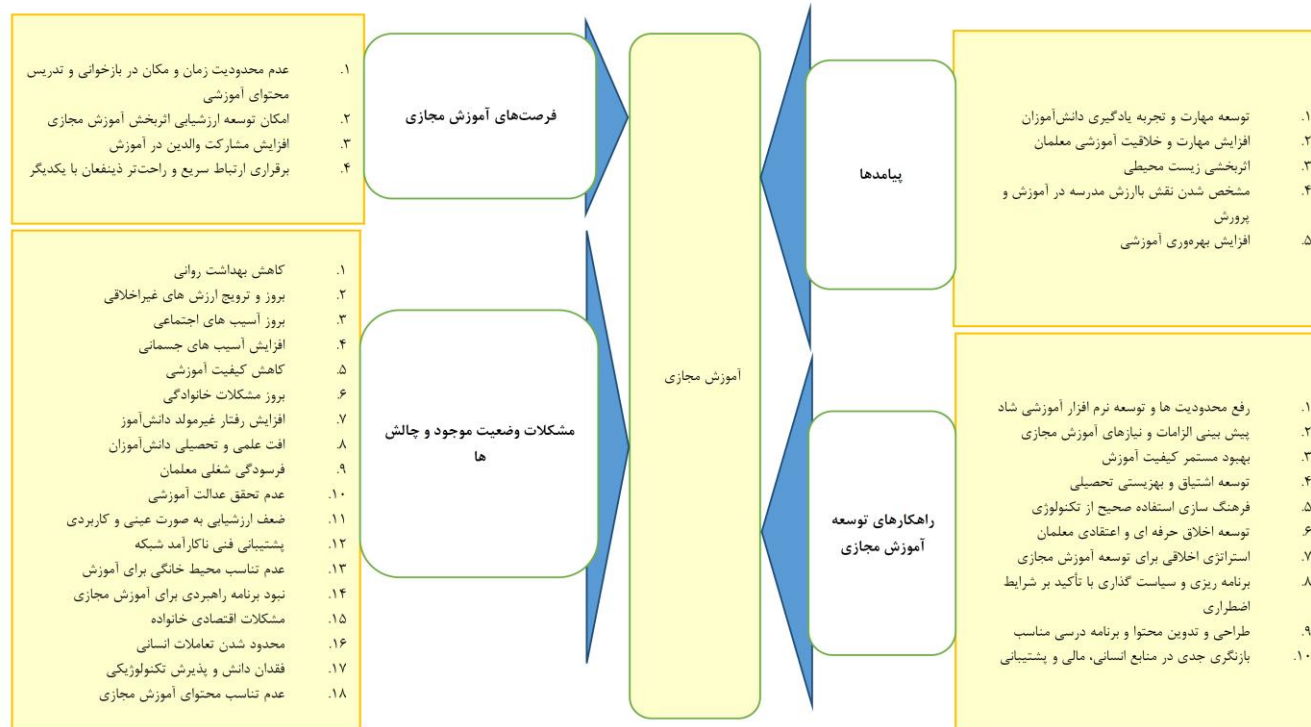 پیامدها
۱. توسعه مهارت و تجربه یادگیری دانش‌آموزان
۲. افزایش مهارت و خلاقیت آموزشی معلمان
۳. اثربخشی زیست محیطی
۴. مشخص شدن نقش باارزش مدرسه در آموزش و
پرورش
۵. افزایش بهره‌وری آموزشی
راهکارهای توسعه
آموزش مجازی
۱. رفع محدودیت ها و توسعه نرم افزار آموزشی شاد
۲. پیش بینی الزامات و نیازهای آموزش مجازی
۳. بهبود مستمر کیفیت آموزش
۴. توسعه اشتیاق و بهزیستی تحصیلی
۵. فرهنگ سازی استفاده صحیح از تکنولوژی
۶. توسعه اخلاق حرفه ای و اعتقادی معلمان
۷. استراتژی اخلاقی برای توسعه آموزش مجازی
۸. برنامه ریزی و سیاست گذاری با تأکید بر شرایط
اضطراری
۹. طراحی و تدوین محتوا و برنامه درسی مناسب
۱۰. بازنگری جدی در منابع انسانی، مالی و پشتیبانی
آموزش مجازی
فرصت‌های آموزش مجازی
۱. عدم محدودیت زمان و مکان در بازخوانی و تدریس
محتوای آموزشی
۲. امکان توسعه ارزشیابی اثربخش آموزش مجازی
۳. افزایش مشارکت والدین در آموزش
۴. برقراری ارتباط سریع و راحت‌تر ذینفعان با یکدیگر
مشکلات وضعیت موجود و چالش
ها
۱. کاهش بهداشت روانی
۲. بروز و ترویج ارزش های غیراخلاقی
۳. بروز آسیب های اجتماعی
۴. افزایش آسیب های جسمانی
۵. کاهش کیفیت آموزشی
۶. بروز مشکلات خانوادگی
۷. افزایش رفتار غیرمولد دانش‌آموز
۸. افت علمی و تحصیلی دانش‌آموزان
۹. فرسودگی شغلی معلمان
۱۰. عدم تحقق عدالت آموزشی
۱۱. ضعف ارزشیابی به صورت عینی و کاربردی
۱۲. پشتیبانی فنی ناکارآمد شبکه
۱۳. عدم تناسب محیط خانگی برای آموزش
۱۴. نبود برنامه راهبردی برای آموزش مجازی
۱۵. مشکلات اقتصادی خانواده
۱۶. محدود شدن تعاملات انسانی
۱۷. فقدان دانش و پذیرش تکنولوژیکی
۱۸. عدم تناسب محتوای آموزش مجازی